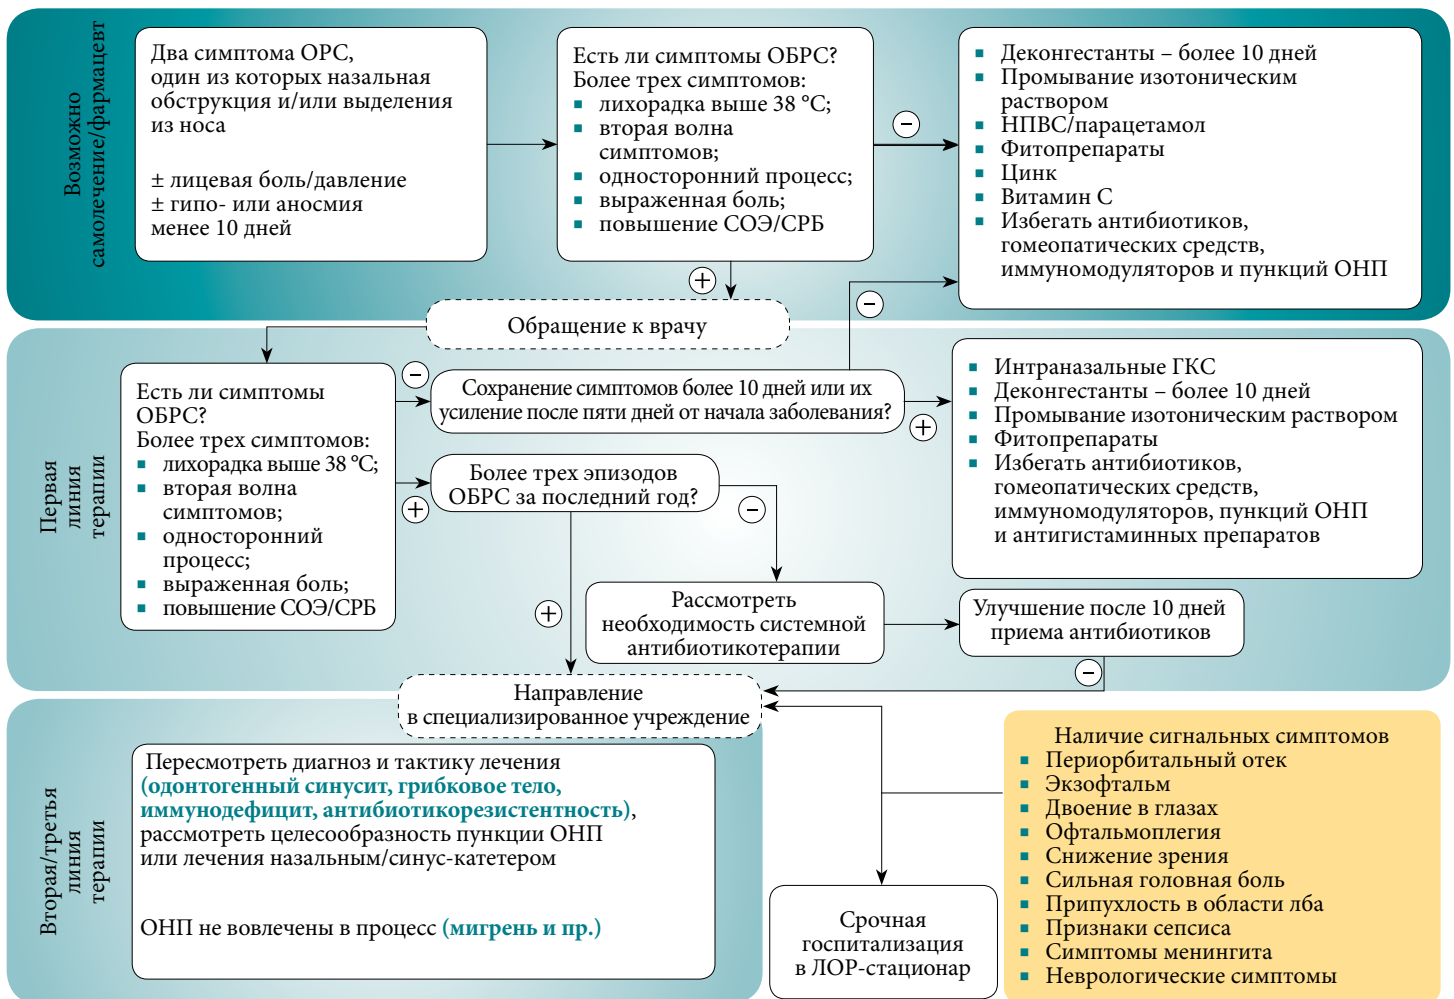 Возможно
самолечение/фармацевт
Два симптома ОРС,
один из которых назальная
обструкция и/или выделения
из носа
± лицевая боль/давление
± гипо- или аносмия
менее 10 дней
Есть ли симптомы ОБРС?
Более трех симптомов:
▪ лихорадка выше 38 °С;
▪ вторая волна
симптомов;
▪ односторонний процесс;
▪ выраженная боль;
▪ повышение СОЭ/СРБ
−
+
▪ Деконгестанты – более 10 дней
▪ Промывание изотоническим
раствором
▪ НПВС/парацетамол
▪ Фитопрепараты
▪ Цинк
▪ Витамин С
▪ Избегать антибиотиков,
гомеопатических средств,
иммуномодуляторов и пункций ОНП
−
Обращение к врачу
Первая
линия
терапии
Есть ли симптомы
ОБРС?
Более трех симптомов:
▪ лихорадка выше 38 °С;
▪ вторая волна
симптомов;
▪ односторонний
процесс;
▪ выраженная боль;
▪ повышение СОЭ/СРБ
−
+
Сохранение симптомов более 10 дней или их
усиление после пяти дней от начала заболевания?
+
Более трех эпизодов
ОБРС за последний год?
−
+
▪ Интраназальные ГКС
▪ Деконгестанты – более 10 дней
▪ Промывание изотоническим раствором
▪ Фитопрепараты
▪ Избегать антибиотиков,
гомеопатических средств,
иммуномодуляторов, пункций ОНП
и антигистаминных препаратов
Рассмотреть
необходимость системной
антибиотикотерапии
Улучшение после 10 дней
приема антибиотиков
−
Направление
в специализированное учреждение
Вторая/третья
линия
терапии
Пересмотреть диагноз и тактику лечения
(одонтогенный синусит, грибковое тело,
иммунодефицит, антибиотикорезистентность),
рассмотреть целесообразность пункции ОНП
или лечения назальным/синус-катетером
ОНП не вовлечены в процесс (мигрень и пр.)
Срочная
госпитализация
в ЛОР-стационар
Наличие сигнальных симптомов
▪ Периорбитальный отек
▪ Экзофтальм
▪ Двоение в глазах
▪ Офтальмоплегия
▪ Снижение зрения
▪ Сильная головная боль
▪ Припухлость в области лба
▪ Признаки сепсиса
▪ Симптомы менингита
▪ Неврологические симптомы